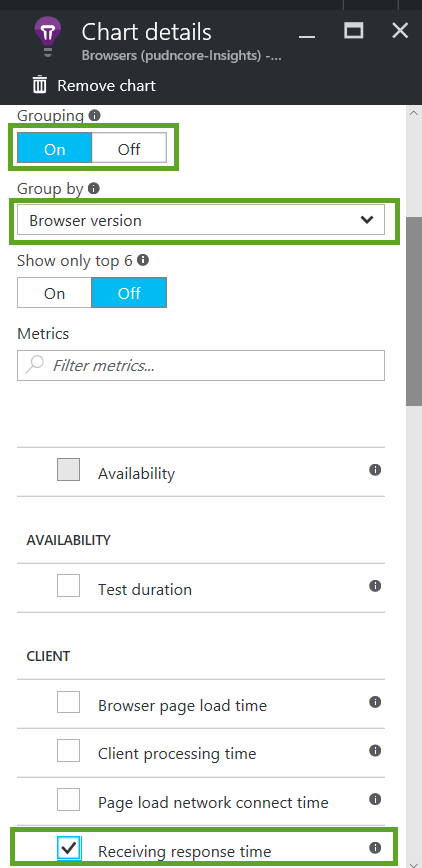 Chart details
Browsers (pudncore-Insights) -...
Remove chart
Grouping
On Off
Group by
Browser version
Show only top 6
On Off
Metrics
Filter metrics...
Availability
AVAILABILITY
Test duration
CLIENT
Browser page load time
Client processing time
Page load network connect time
Receiving response time